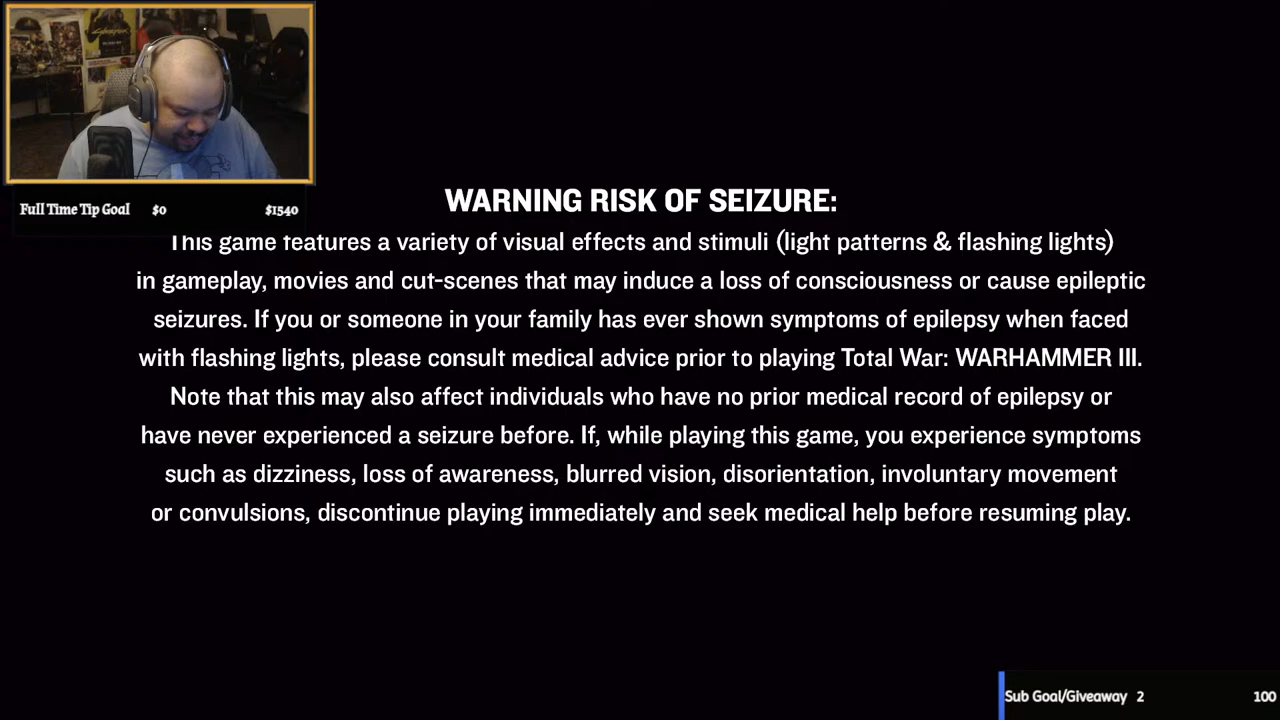 Full Time Tip Goal $0 $1540
WARNING RISK OF SEIZURE:
This game features a variety of visual effects and stimuli (light patterns & flashing lights)
in gameplay, movies and cut-scenes that may induce a loss of consciousness or cause epileptic
seizures. If you or someone in your family has ever shown symptoms of epilepsy when faced
with flashing lights, please consult medical advice prior to playing Total War: WARHAMMER III.
Note that this may also affect individuals who have no prior medical record of epilepsy or
have never experienced a seizure before. If, while playing this game, you experience symptoms
such as dizziness, loss of awareness, blurred vision, disorientation, involuntary movement
or convulsions, discontinue playing immediately and seek medical help before resuming play.
Sub Goal/Giveaway 2 100